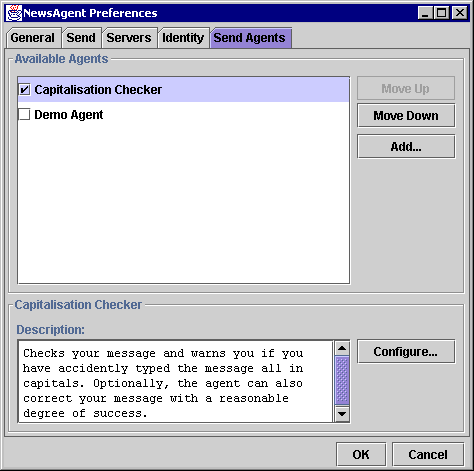 NewsAgent Preferences
General Send Servers Identity Send Agents
Available Agents
Capitalisation Checker
Move Up
Demo Agent
Move Down
Add...
Capitalisation Checker
Description:
Checks your message and warns you if you
have accidently typed the message all in
capitals. Optionally, the agent can also
correct your message with a reasonable
degree of success.
Configure...
OK Cancel